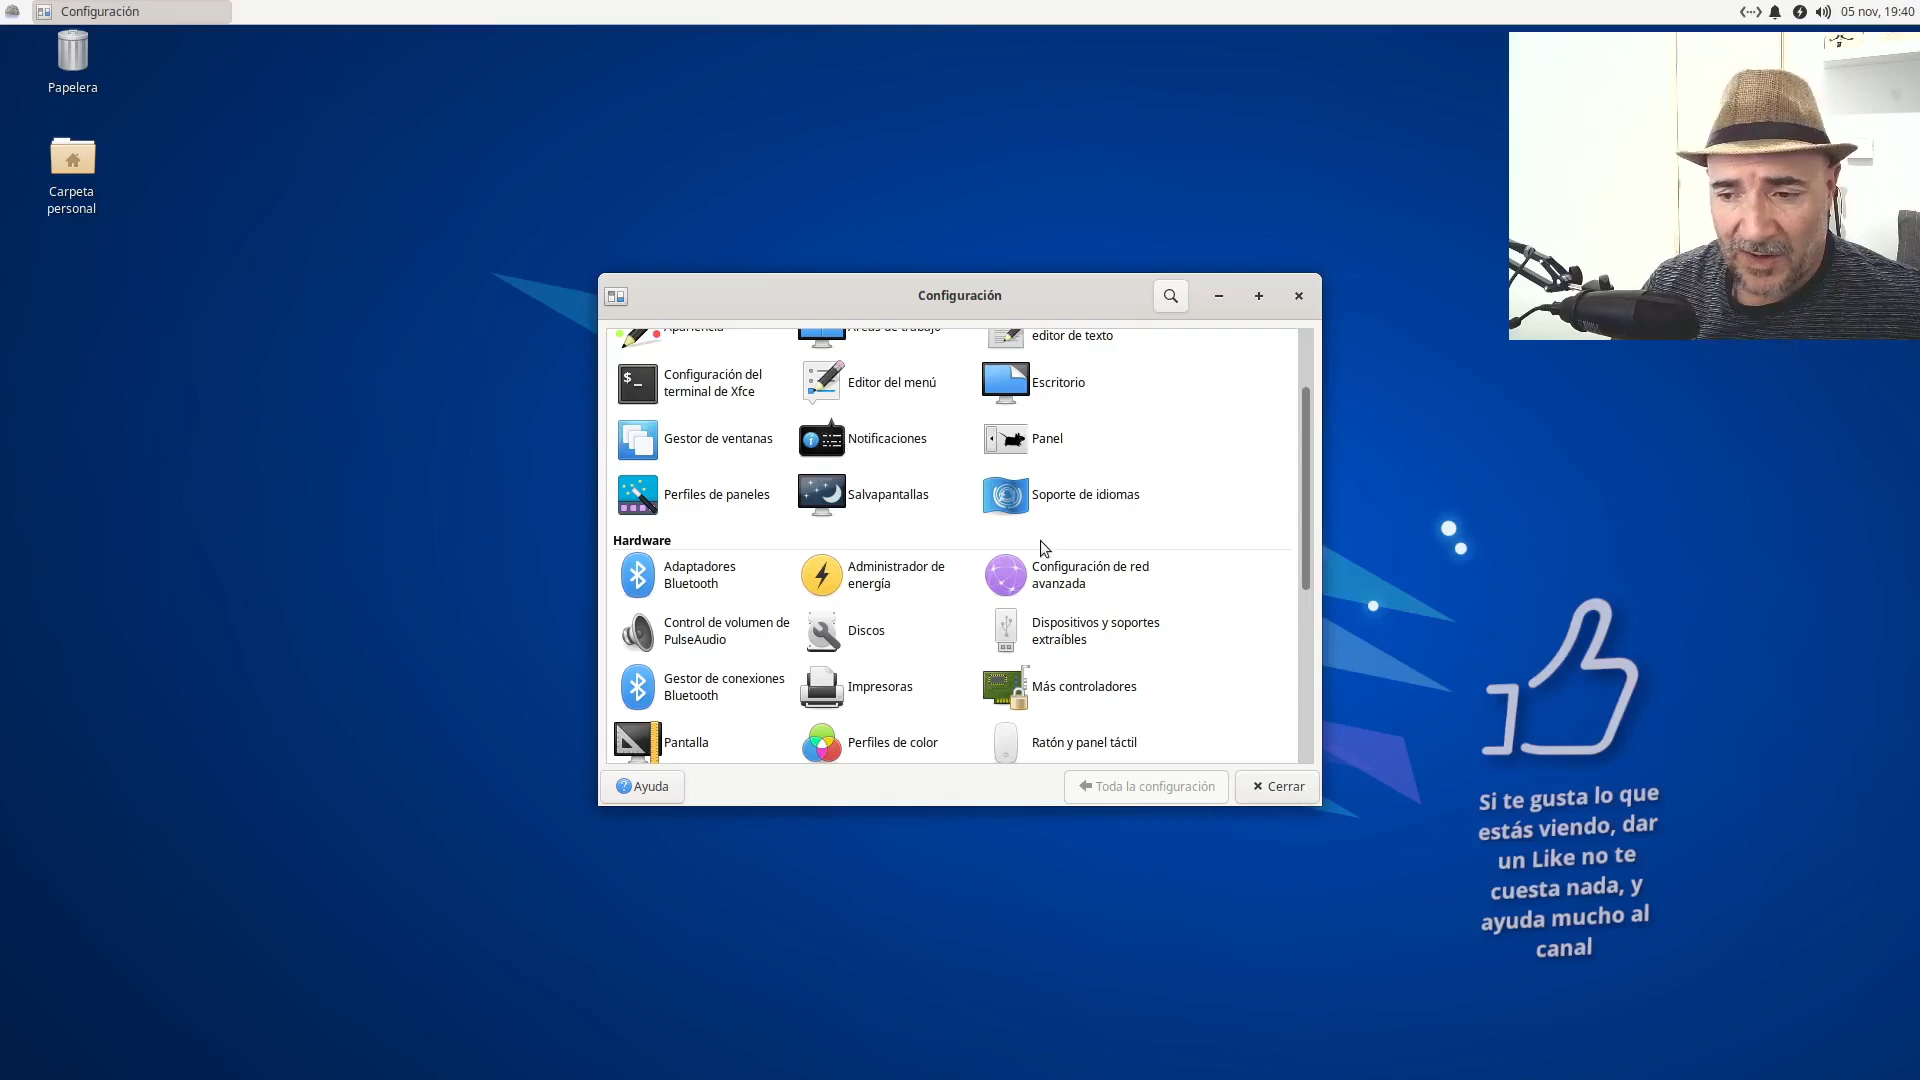 Configuración
05 nov, 19:40
Papelera
Carpeta
personal
Configuración
Apariencia
Áreas de trabajo
editor de texto
Configuración del
terminal de Xfce
Editor del menú
Escritorio
Gestor de ventanas
Notificaciones
Panel
Perfiles de paneles
Salvapantallas
Soporte de idiomas
Hardware
Adaptadores
Bluetooth
Administrador de
energía
Configuración de red
avanzada
Control de volumen de
PulseAudio
Discos
Dispositivos y soportes
extraíbles
Gestor de conexiones
Bluetooth
Impresoras
Más controladores
Pantalla
Perfiles de color
Ratón y panel táctil
Ayuda
Toda la configuración
Cerrar
Si te gusta lo que
estás viendo, dar
un Like no te
cuesta nada, y
ayuda mucho al
canal